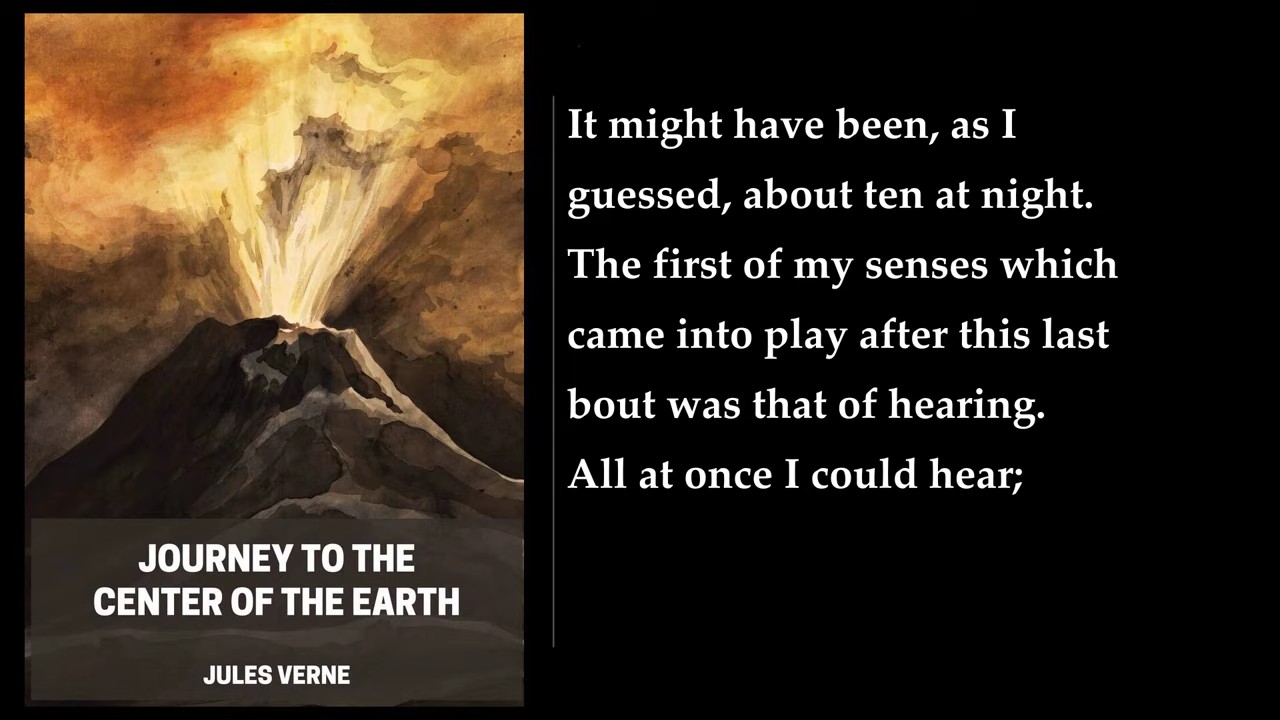 It might have been, as I
guessed, about ten at night.
The first of my senses which
came into play after this last
bout was that of hearing.
All at once I could hear;
JOURNEY TO THE
CENTER OF THE EARTH
JULES VERNE